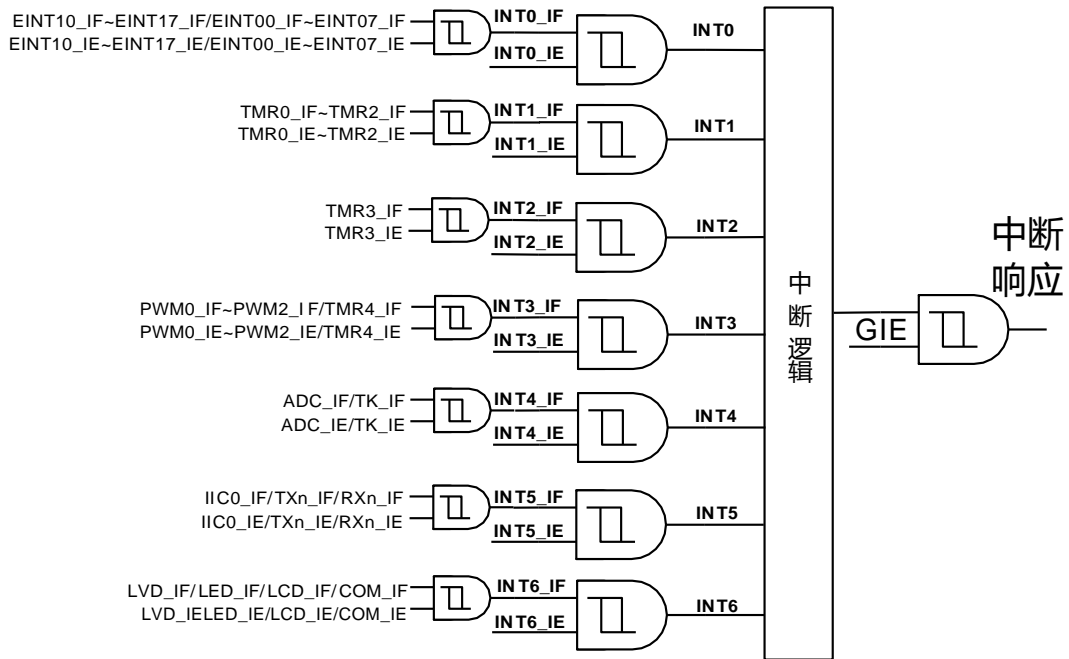 EINT10_IF~EINT17_IF/EINT00_IF~EINT07_IF
EINT10_IE~EINT17_IE/EINT00_IE~EINT07_IE
INT0_IF
INT0_IE
INT0
TMR0_IF~TMR2_IF
TMR0_IE~TMR2_IE
INT1_IF
INT1_IE
INT1
TMR3_IF
TMR3_IE
INT2_IF
INT2_IE
INT2
PWM0_IF~PWM2_IF/TMR4_IF
PWM0_IE~PWM2_IE/TMR4_IE
INT3_IF
INT3_IE
INT3
ADC_IF/TK_IF
ADC_IE/TK_IE
INT4_IF
INT4_IE
INT4
IIC0_IF/TXn_IF/RXn_IF
IIC0_IE/TXn_IE/RXn_IE
INT5_IF
INT5_IE
INT5
LVD_IF/LED_IF/LCD_IF/COM_IF
LVD_IELED_IE/LCD_IE/COM_IE
INT6_IF
INT6_IE
INT6
中断逻辑
GIE
中断
响应